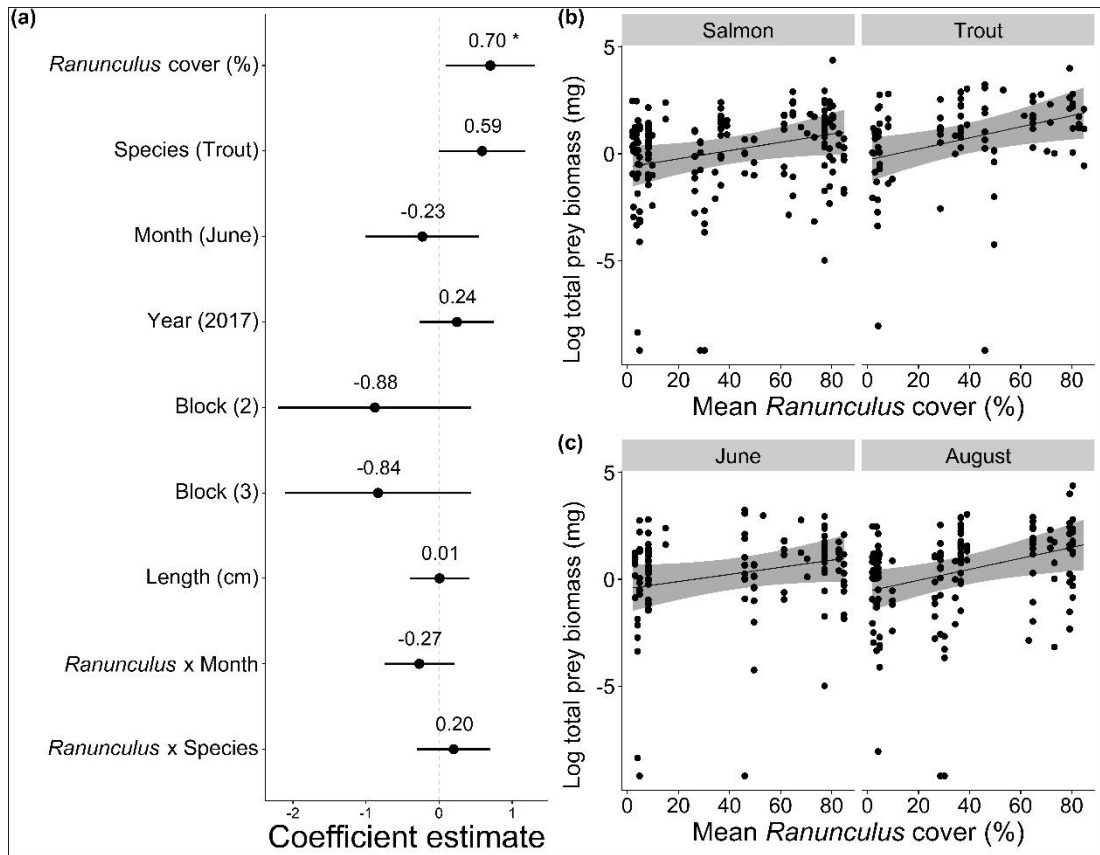 (a)
Ranunculus cover (%)
0.70 *
Species (Trout)
0.59
Month (June)
-0.23
Year (2017)
0.24
Block (2)
-0.88
Block (3)
-0.84
Length (cm)
0.01
Ranunculus x Month
-0.27
Ranunculus x Species
0.20
-2 -1 0 1
Coefficient estimate
(b)
Salmon Trout
Log total prey biomass (mg)
5
0
-5
0 20 40 60 80 0 20 40 60 80
Mean Ranunculus cover (%)
(c)
June August
Log total prey biomass (mg)
5
0
-5
0 20 40 60 80 0 20 40 60 80
Mean Ranunculus cover (%)